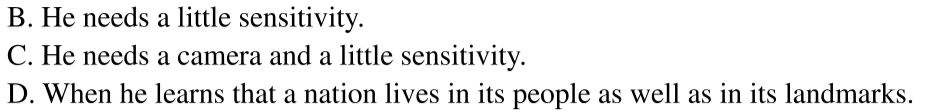 B. He needs a little sensitivity.
C. He needs a camera and a little sensitivity.
D. When he learns that a nation lives in its people as well as in its landmarks.